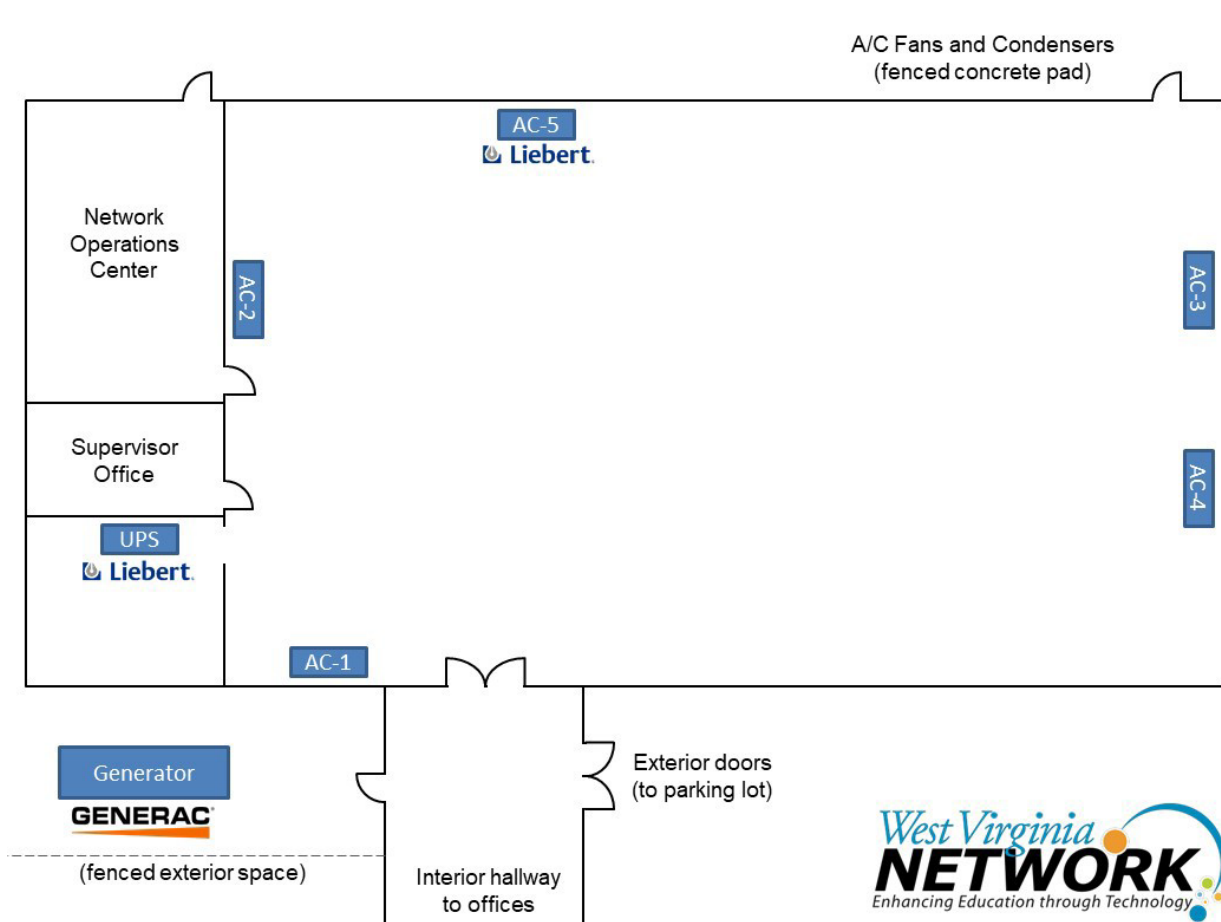 A/C Fans and Condensers
(fenced concrete pad)
AC-5
Liebert.
Network
Operations
Center
AC-2
AC-3
Supervisor
Office
AC-4
UPS
Liebert.
AC-1
Generator
GENERAC
Exterior doors
(to parking lot)
(fenced exterior space)
Interior hallway
to offices
West Virginia
NETWORK
Enhancing Education through Technology